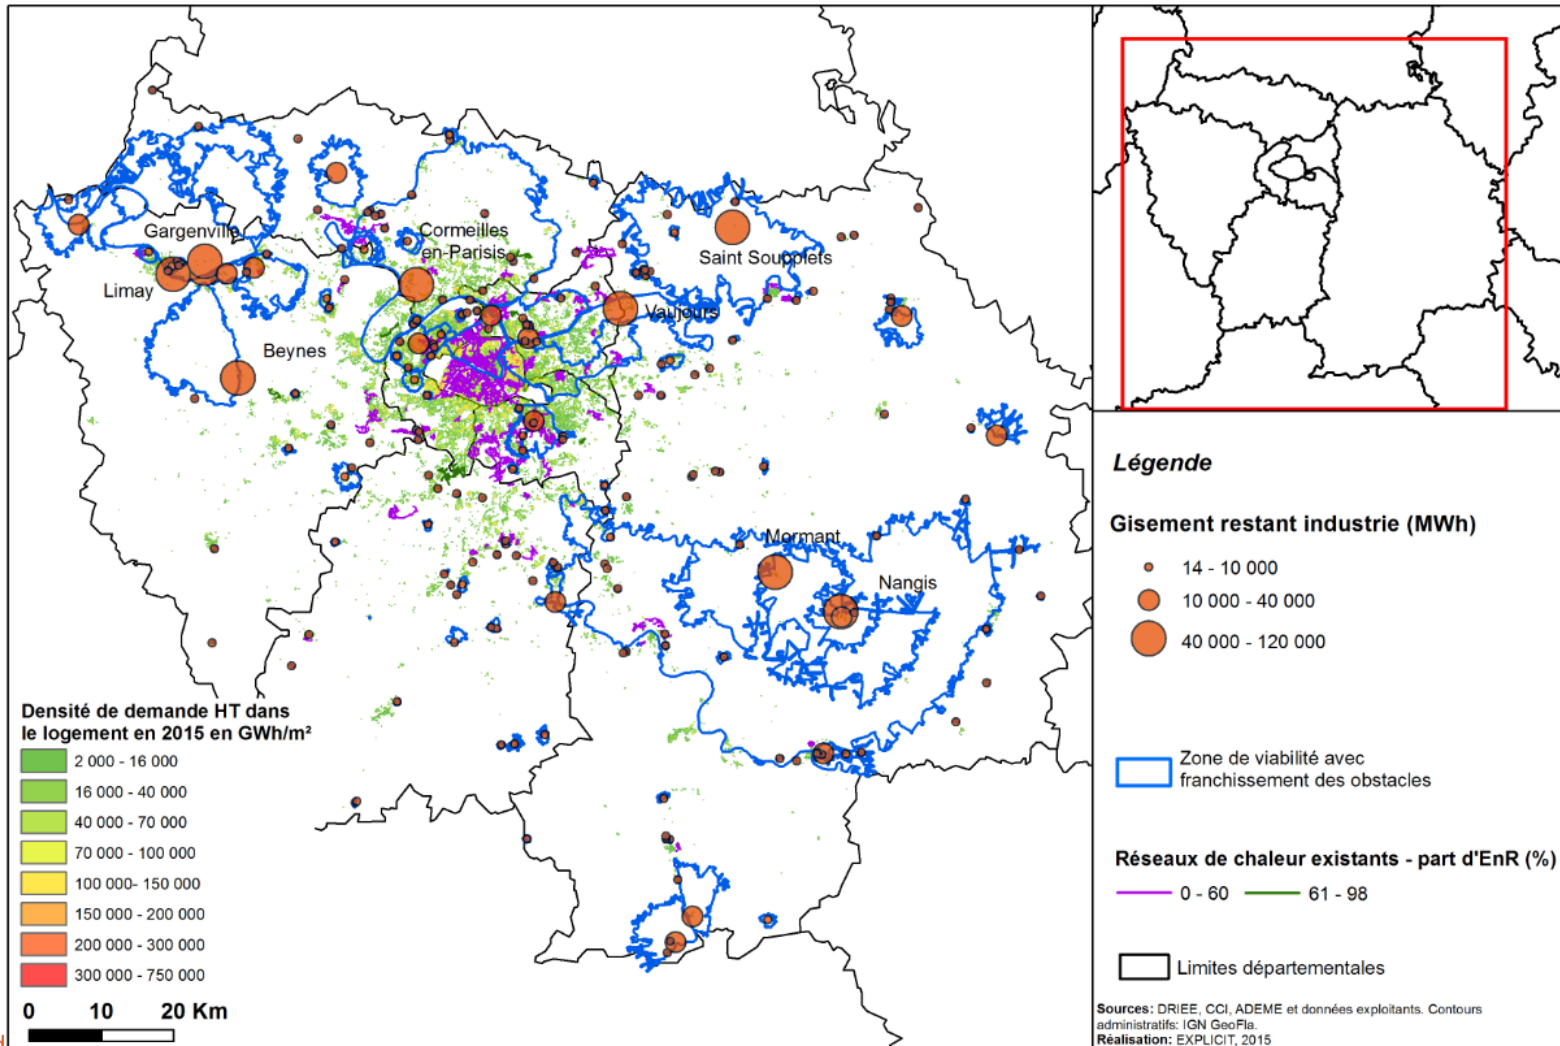 Gargenville
Cormeilles
en-Parisis
Saint Soupplets
Limay
Vaujours
Beynes
Mormant
Nangis
Densité de demande HT dans
le logement en 2015 en GWh/m²
2 000 - 16 000
16 000 - 40 000
40 000 - 70 000
70 000 - 100 000
100 000- 150 000
150 000 - 200 000
200 000 - 300 000
300 000 - 750 000
0 10 20 Km
Légende
Gisement restant industrie (MWh)
14 - 10 000
10 000 - 40 000
40 000 - 120 000
Zone de viabilité avec
franchissement des obstacles
Réseaux de chaleur existants - part d'EnR (%)
0 - 60 61 - 98
Limites départementales
Sources: DRIEE, CCI, ADEME et données exploitants. Contours
administratifs: IGN GeoFla.
Réalisation: EXPLICIT, 2015